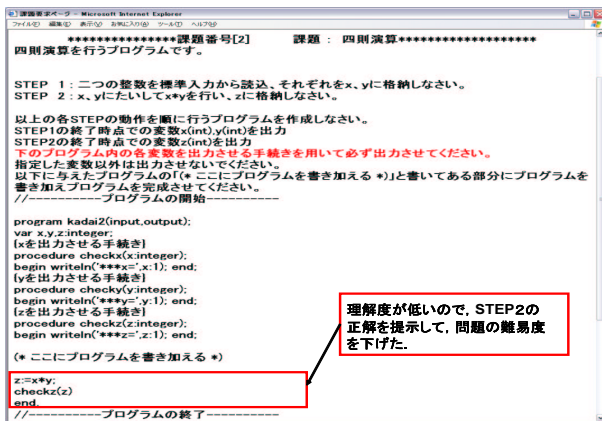 課題要求ページ - Microsoft Internet Explorer
ファイル(F) 編集(E) 表示(V) お気に入り(A) ツール(T) ヘルプ(H)
***************課題番号[2] 課題 : 四則演算*******************
四則演算を行うプログラムです。
STEP 1 : 二つの整数を標準入力から読込、それぞれをx、yに格納しなさい。
STEP 2 : x、yにたいしてx*yを行い、zに格納しなさい。
以上の各STEPの動作を順に行うプログラムを作成しなさい。
STEP1の終了時点での変数x(int),y(int)を出力
STEP2の終了時点での変数z(int)を出力
下のプログラム内の各変数を出力させる手続きを用いて必ず出力させてください。
指定した変数以外は出力させないでください。
以下に与えたプログラムの「(* ここにプログラムを書き加える *)」と書いてある部分にプログラムを
書き加えプログラムを完成させてください。
//----------プログラムの開始----------
program kadai2(input,output);
var x,y,z:integer;
{xを出力させる手続き}
procedure checkx(x:integer);
begin writeln('***x=',x:1); end;
{yを出力させる手続き}
procedure checky(y:integer);
begin writeln('***y=',y:1); end;
{zを出力させる手続き}
procedure checkz(z:integer);
begin writeln('***z=',z:1); end;
(* ここにプログラムを書き加える *)
z:=x*y;
checkz(z)
end.
//----------プログラムの終了----------
理解度が低いので, STEP2の
正解を提示して, 問題の難易度
を下げた.